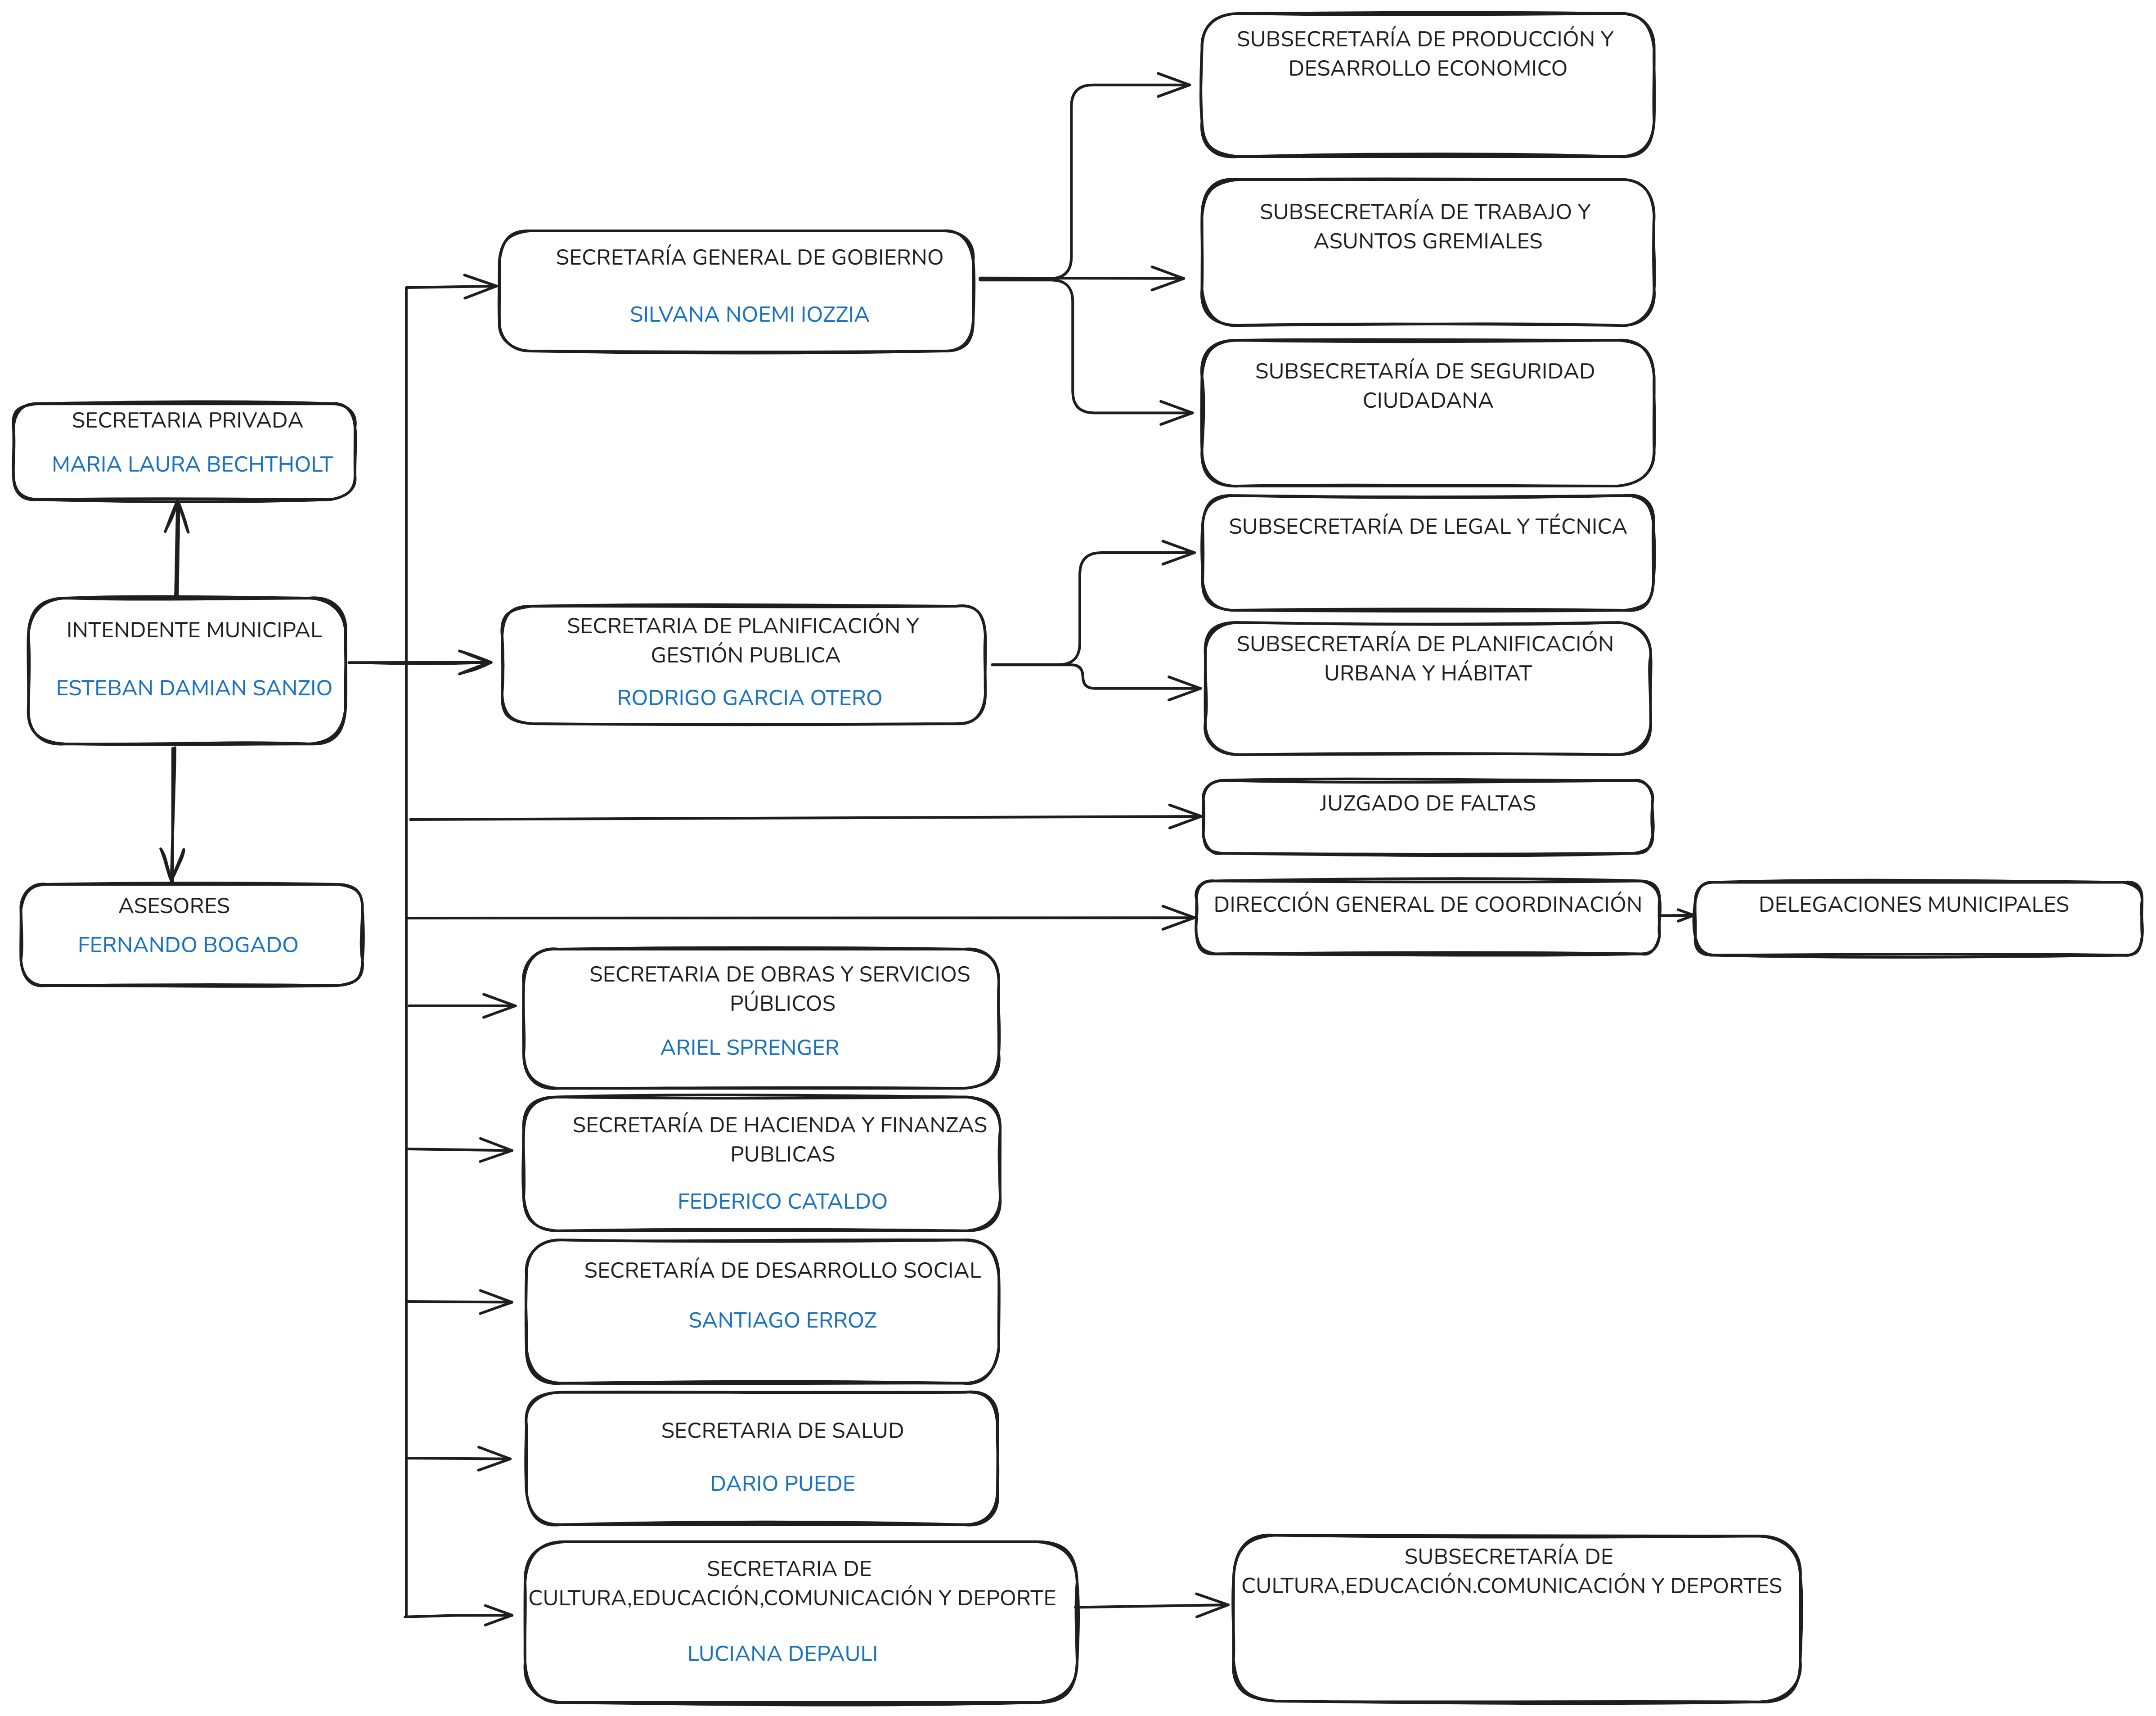 SECRETARIA PRIVADA
MARIA LAURA BECHTHOLT
INTENDENTE MUNICIPAL
ESTEBAN DAMIAN SANZIO
ASESORES
FERNANDO BOGADO
SECRETARÍA GENERAL DE GOBIERNO
SILVANA NOEMI IOZZIA
SUBSECRETARÍA DE PRODUCCIÓN Y
DESARROLLO ECONOMICO
SUBSECRETARÍA DE TRABAJO Y
ASUNTOS GREMIALES
SUBSECRETARÍA DE SEGURIDAD
CIUDADANA
SECRETARIA DE PLANIFICACIÓN Y
GESTIÓN PUBLICA
RODRIGO GARCIA OTERO
SUBSECRETARÍA DE LEGAL Y TÉCNICA
SUBSECRETARÍA DE PLANIFICACIÓN
URBANA Y HÁBITAT
JUZGADO DE FALTAS
DIRECCIÓN GENERAL DE COORDINACIÓN
DELEGACIONES MUNICIPALES
SECRETARIA DE OBRAS Y SERVICIOS
PÚBLICOS
ARIEL SPRENGER
SECRETARÍA DE HACIENDA Y FINANZAS
PUBLICAS
FEDERICO CATALDO
SECRETARÍA DE DESARROLLO SOCIAL
SANTIAGO ERROZ
SECRETARIA DE SALUD
DARIO PUEDE
SECRETARIA DE
CULTURA,EDUCACIÓN,COMUNICACIÓN Y DEPORTE
LUCIANA DEPAULI
SUBSECRETARÍA DE
CULTURA,EDUCACIÓN.COMUNICACIÓN Y DEPORTES